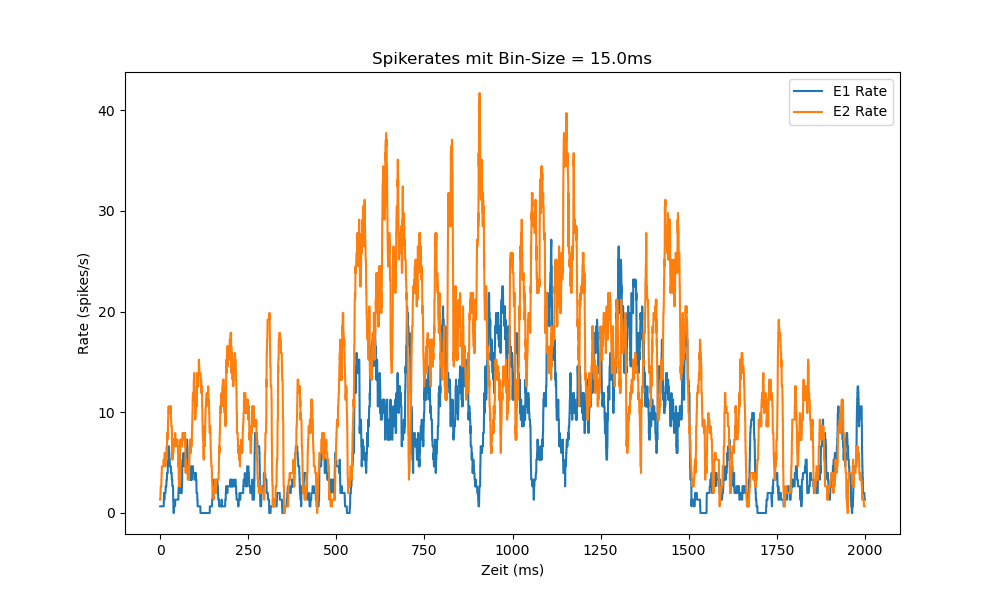 Spikerates mit Bin-Size = 15.0ms
E1 Rate
E2 Rate
40
30
20
10
0
Rate (spikes/s)
0 250 500 750 1000 1250 1500 1750 2000
Zeit (ms)